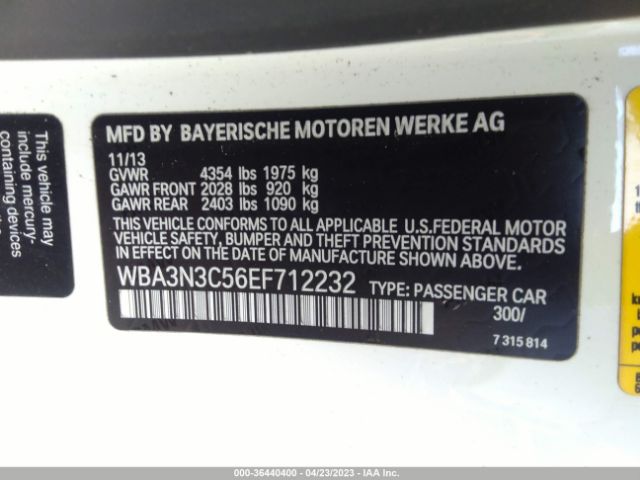 This vehicle may
include mercury-
containing devices
MFD BY BAYERISCHE MOTOREN WERKE AG
11/13
GVWR 4354 lbs 1975 kg
GAWR FRONT 2028 lbs 920 kg
GAWR REAR 2403 lbs 1090 kg
THIS VEHICLE CONFORMS TO ALL APPLICABLE U.S.FEDERAL MOTOR
VEHICLE SAFETY, BUMPER AND THEFT PREVENTION STANDARDS
IN EFFECT ON THE DATE OF MANUFACTURE SHOWN ABOVE.
WBA3N3C56EF712232 TYPE: PASSENGER CAR
300/
7 315 814
000-36440400 - 04/23/2023 - IAA, Inc.